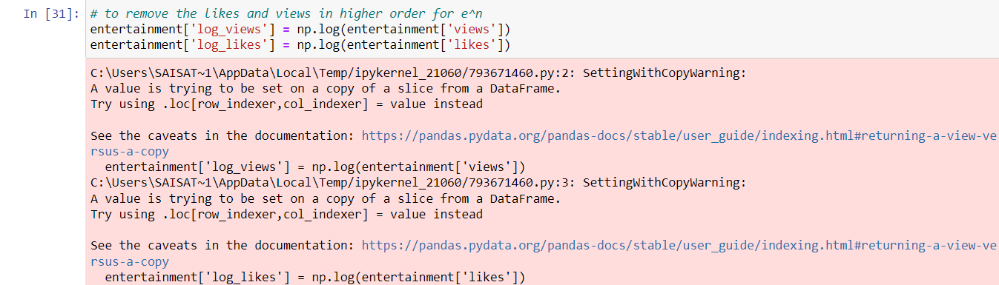 In [31]: # to remove the likes and views in higher order for e^n
entertainment['log_views'] = np.log(entertainment['views'])
entertainment['log_likes'] = np.log(entertainment['likes'])
C:\Users\SAISAT~1\AppData\Local\Temp/ipykernel_21060/793671460.py:2: SettingWithCopyWarning:
A value is trying to be set on a copy of a slice from a DataFrame.
Try using .loc[row_indexer,col_indexer] = value instead
See the caveats in the documentation: https://pandas.pydata.org/pandas-docs/stable/user_guide/indexing.html#returning-a-view-ve
rsus-a-copy
entertainment['log_views'] = np.log(entertainment['views'])
C:\Users\SAISAT~1\AppData\Local\Temp/ipykernel_21060/793671460.py:3: SettingWithCopyWarning:
A value is trying to be set on a copy of a slice from a DataFrame.
Try using .loc[row_indexer,col_indexer] = value instead
See the caveats in the documentation: https://pandas.pydata.org/pandas-docs/stable/user_guide/indexing.html#returning-a-view-ve
rsus-a-copy
entertainment['log_likes'] = np.log(entertainment['likes'])